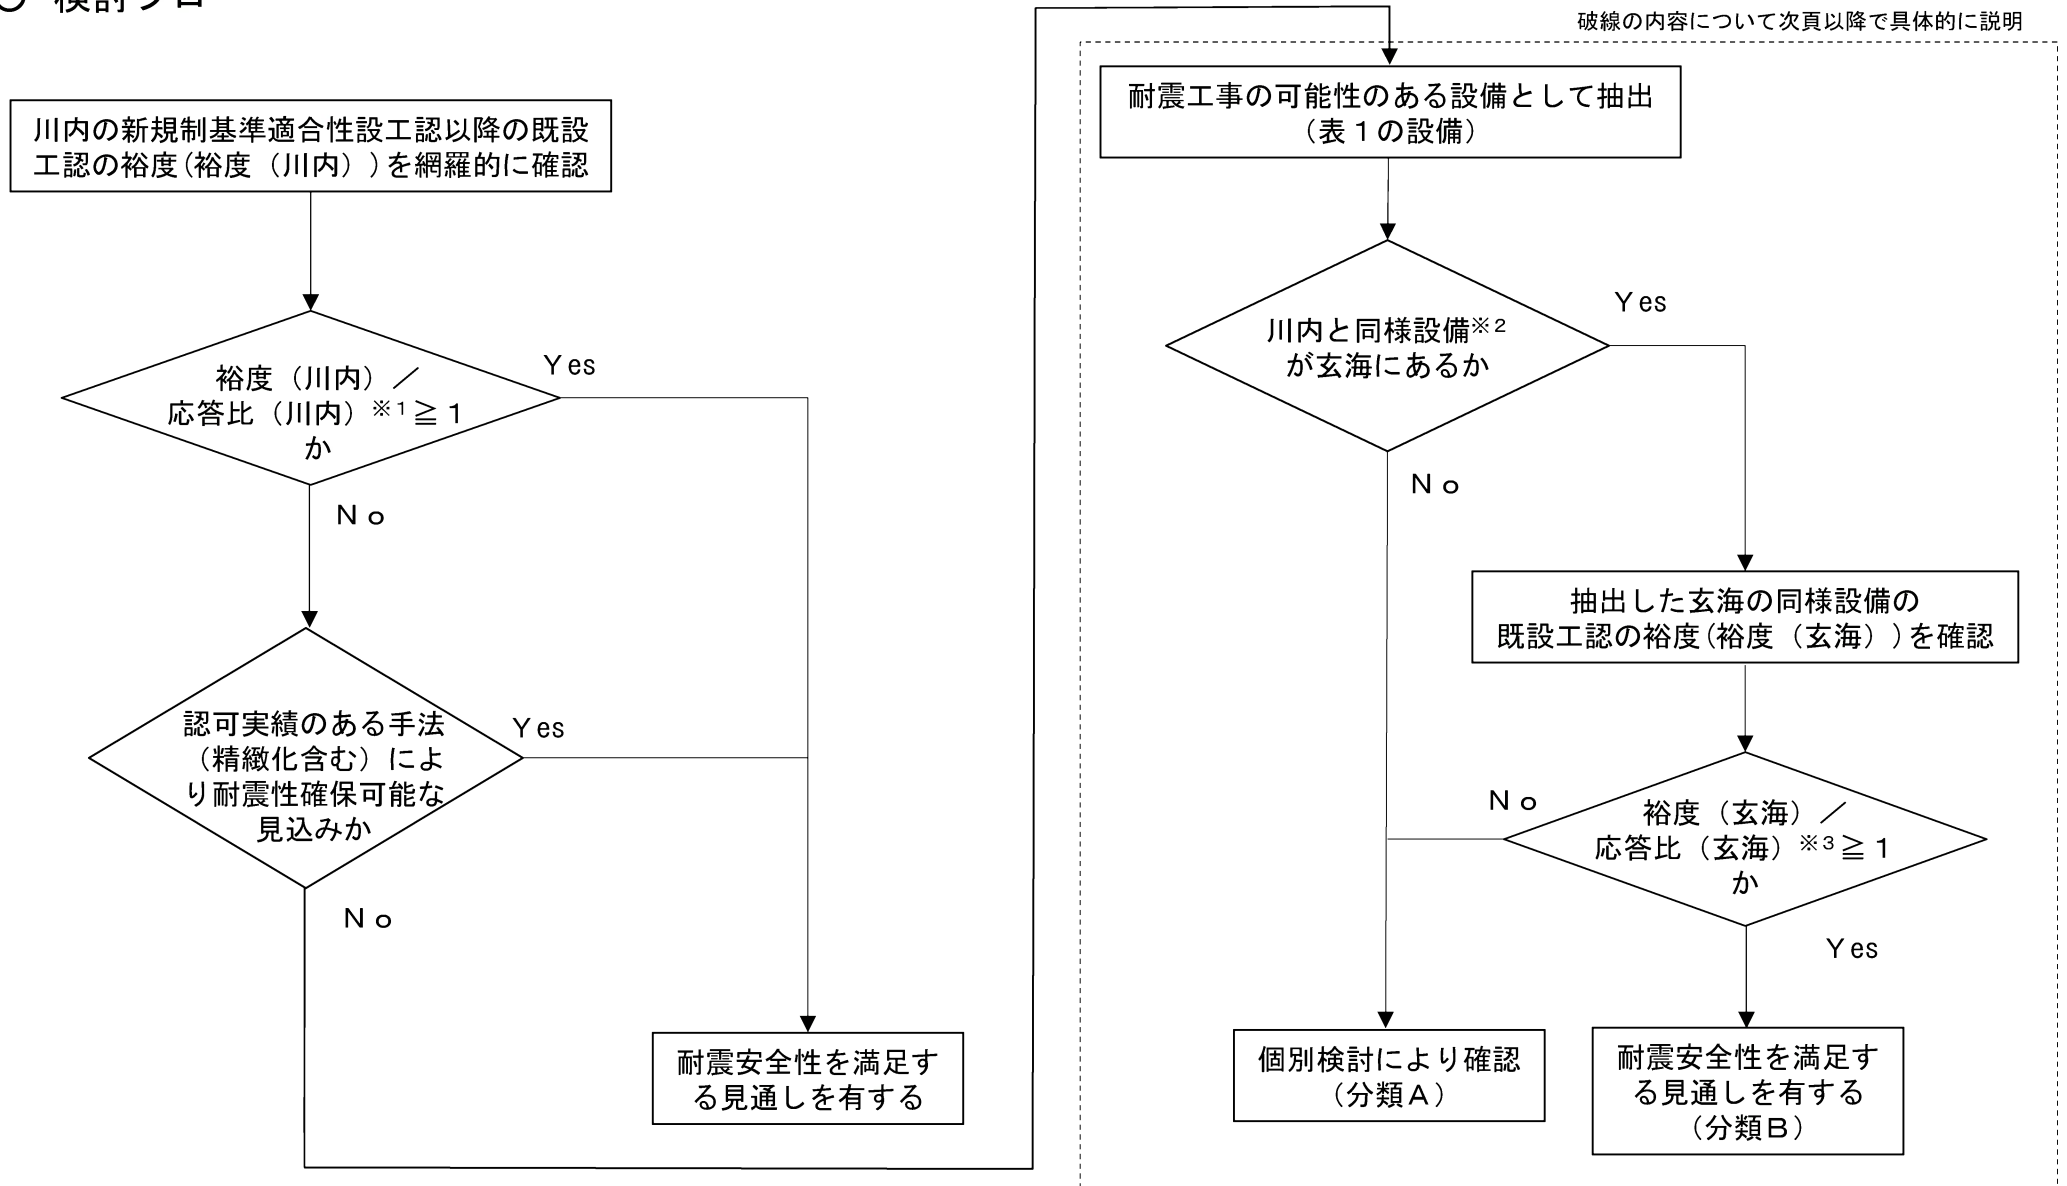 検討フロー
川内の新規制基準適合性設工認以降の既設
工認の裕度(裕度（川内）)を網羅的に確認
裕度（川内）／
応答比（川内）※１≧１
か
Yes
No
認可実績のある手法
（精緻化含む）によ
り耐震性確保可能な
見込みか
Yes
No
耐震安全性を満足す
る見通しを有する
破線の内容について次頁以降で具体的に説明
耐震工事の可能性のある設備として抽出
（表１の設備）
川内と同様設備※２
が玄海にあるか
Yes
No
抽出した玄海の同様設備の
既設工認の裕度(裕度（玄海）)を確認
裕度（玄海）／
応答比（玄海）※３≧１
か
No
Yes
個別検討により確認
（分類Ａ）
耐震安全性を満足す
る見通しを有する
（分類Ｂ）